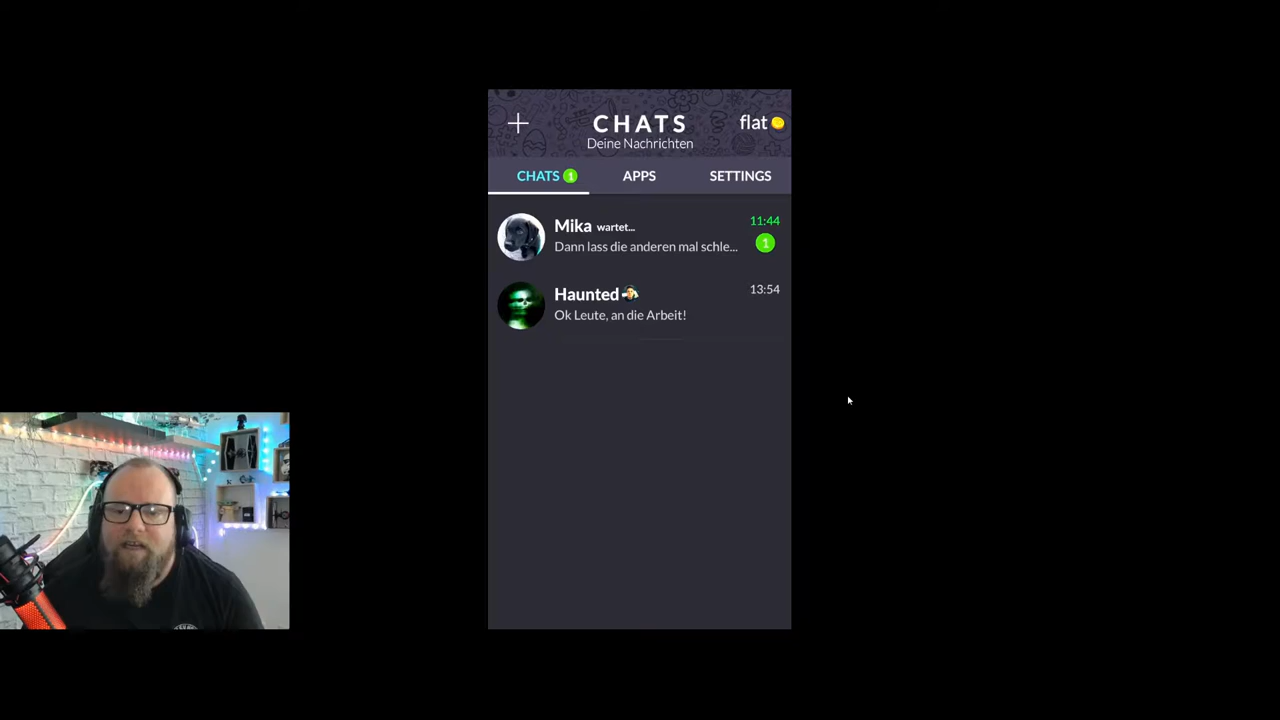 CHATS
flat
Deine Nachrichten
CHATS 1
APPS
SETTINGS
Mika wartet...
11:44
Dann lass die anderen mal schle...
1
Haunted
13:54
Ok Leute, an die Arbeit!